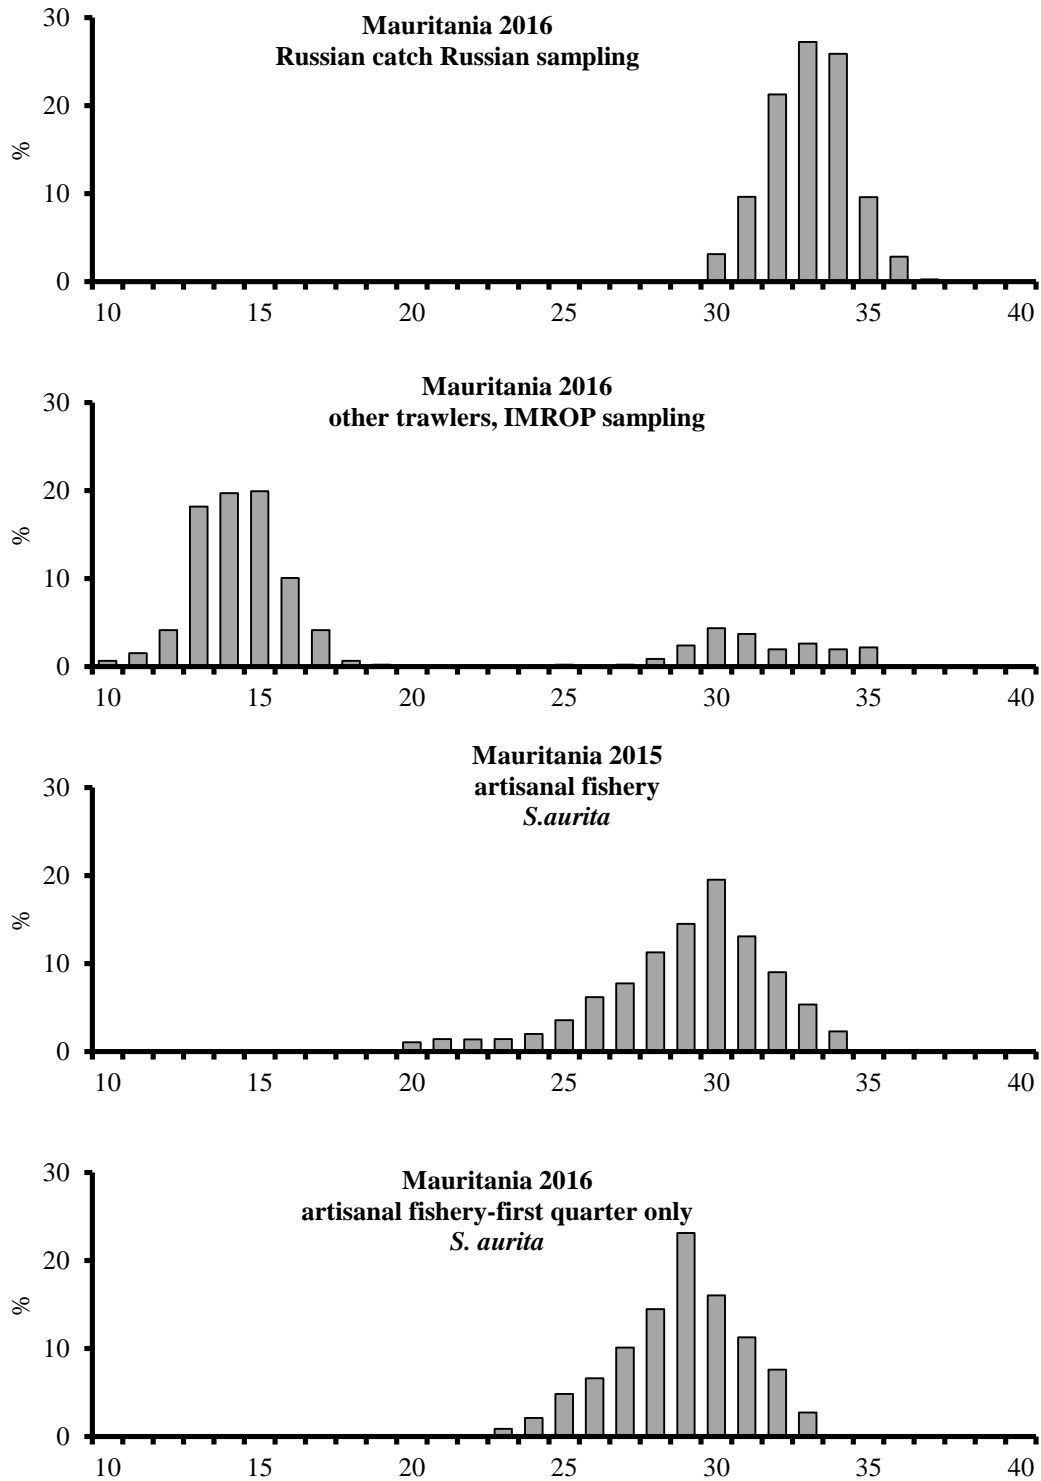 Mauritania 2016
Russian catch Russian sampling
30
20
10
0
%
10 15 20 25 30 35 40
Mauritania 2016
other trawlers, IMROP sampling
30
20
10
0
%
10 15 20 25 30 35 40
Mauritania 2015
artisanal fishery
S.aurita
30
20
10
0
%
10 15 20 25 30 35 40
Mauritania 2016
artisanal fishery-first quarter only
S. aurita
30
20
10
0
%
10 15 20 25 30 35 40